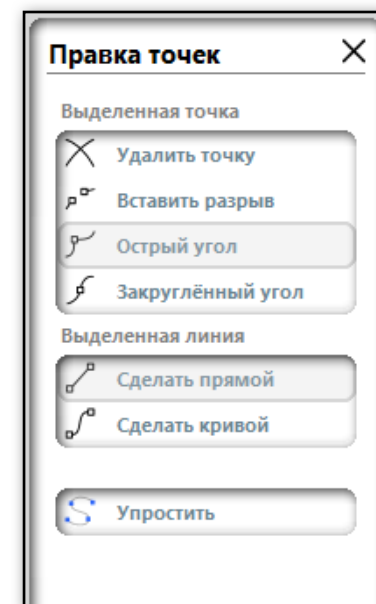 Правка точек
Выделенная точка
Удалить точку
Вставить разрыв
Острый угол
Закруглённый угол
Выделенная линия
Сделать прямой
Сделать кривой
Упростить